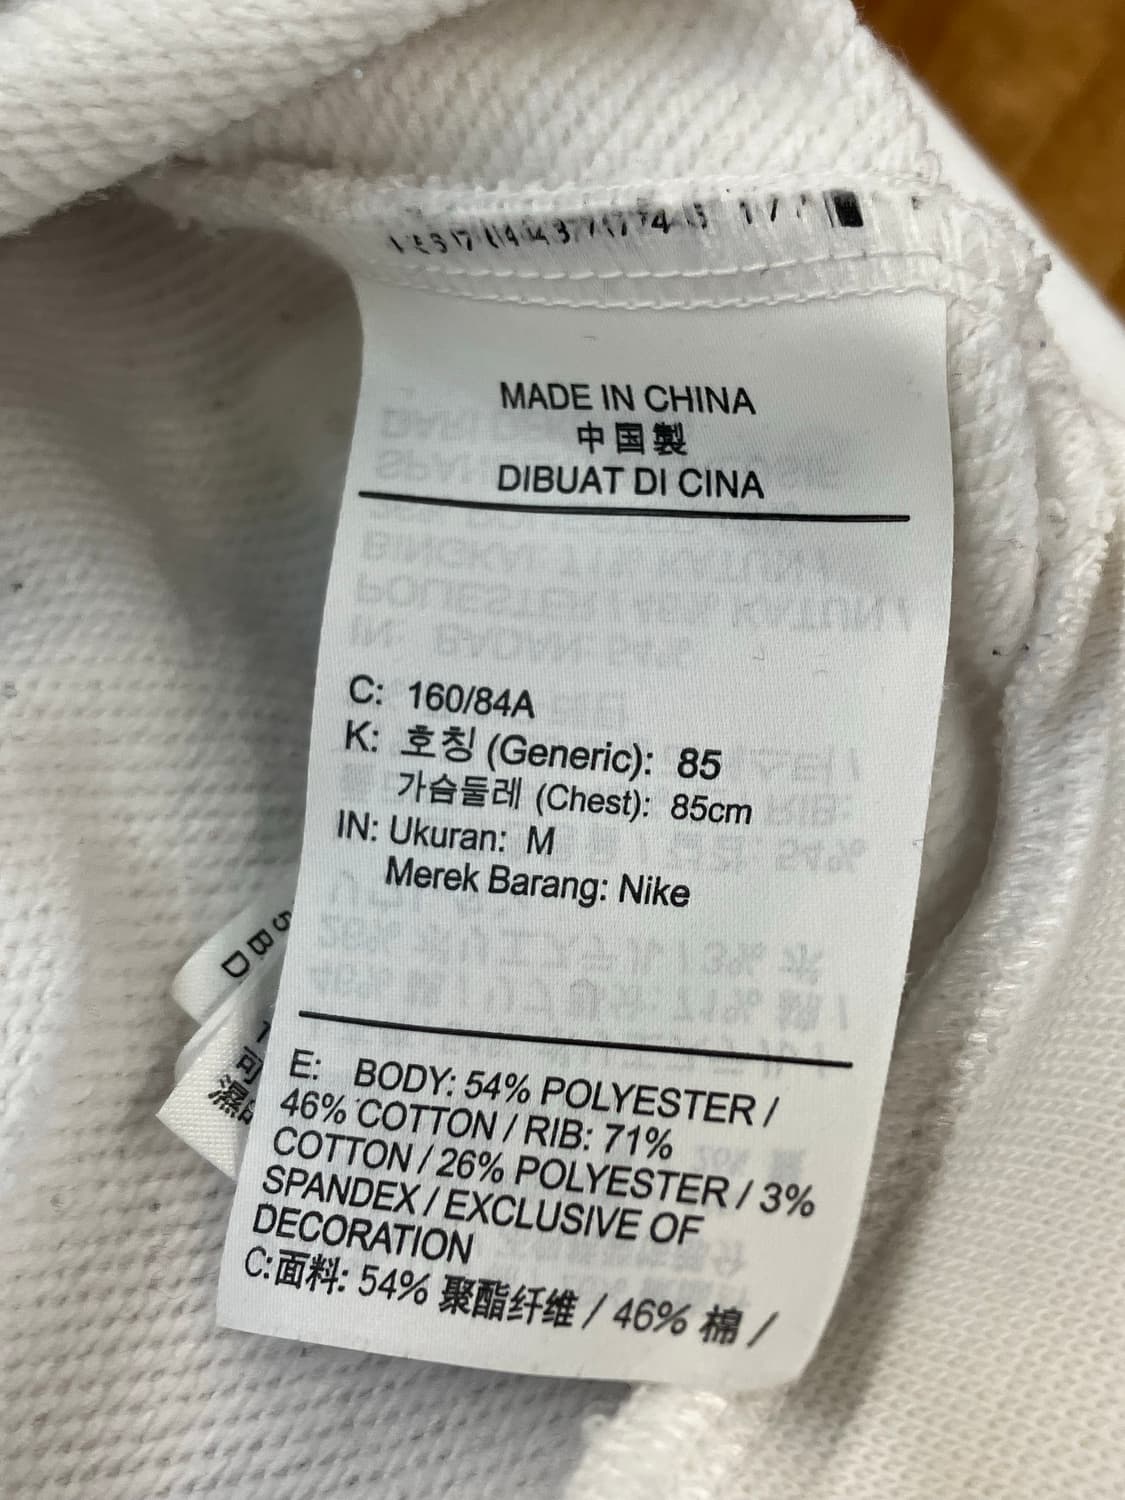 MADE IN CHINA
中国製
DIBUAT DI CINA
C: 160/84A
K: 호칭 (Generic): 85
가슴둘레 (Chest): 85cm
IN: Ukuran: M
Merek Barang: Nike
E: BODY: 54% POLYESTER /
46% COTTON / RIB: 71%
COTTON / 26% POLYESTER / 3%
SPANDEX / EXCLUSIVE OF
DECORATION
C:面料: 54% 聚酯纤维 / 46% 棉 /